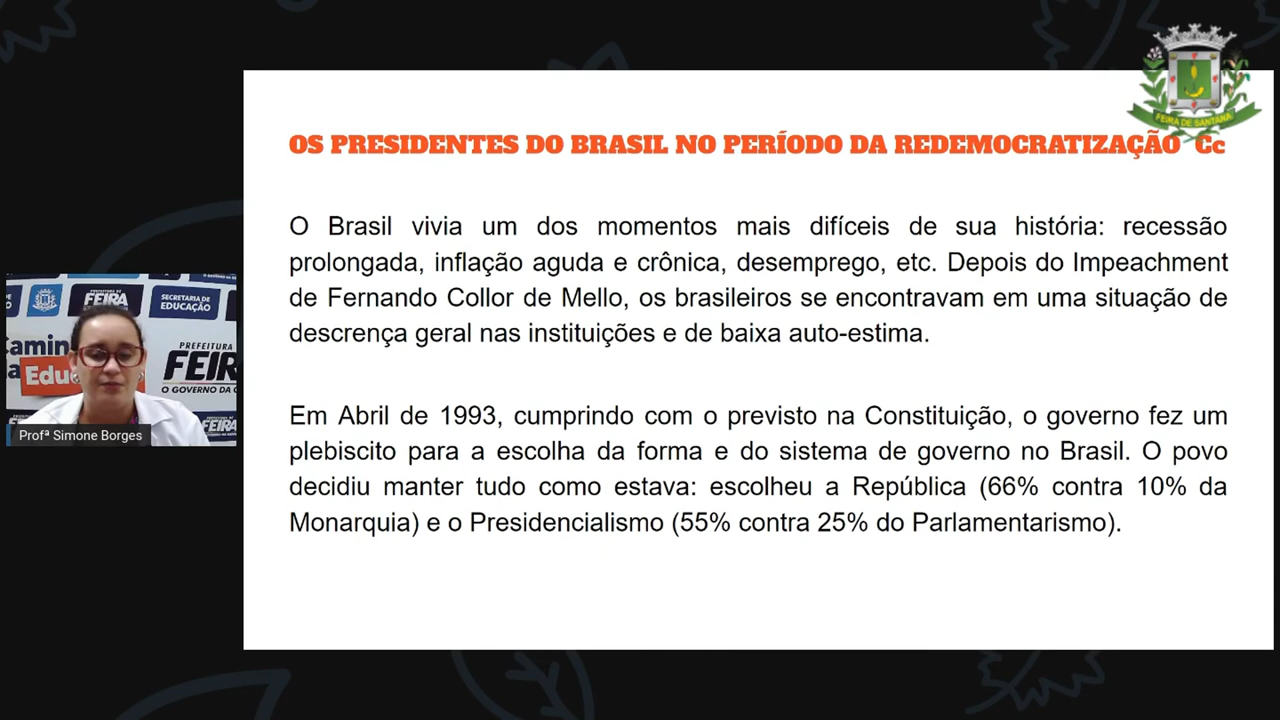 FEIRA DE SANTANA
OS PRESIDENTES DO BRASIL NO PERÍODO DA REDEMOCRATIZAÇÃO Cc
O Brasil vivia um dos momentos mais difíceis de sua história: recessão
prolongada, inflação aguda e crônica, desemprego, etc. Depois do Impeachment
de Fernando Collor de Mello, os brasileiros se encontravam em uma situação de
descrença geral nas instituições e de baixa auto-estima.
Em Abril de 1993, cumprindo com o previsto na Constituição, o governo fez um
plebiscito para a escolha da forma e do sistema de governo no Brasil. O povo
decidiu manter tudo como estava: escolheu a República (66% contra 10% da
Monarquia) e o Presidencialismo (55% contra 25% do Parlamentarismo).
FEIRA
SECRETARIA DE
EDUCAÇÃO
Camin
Edu
PREFEITURA
FEIR
O GOVERNO DA
Profª Simone Borges